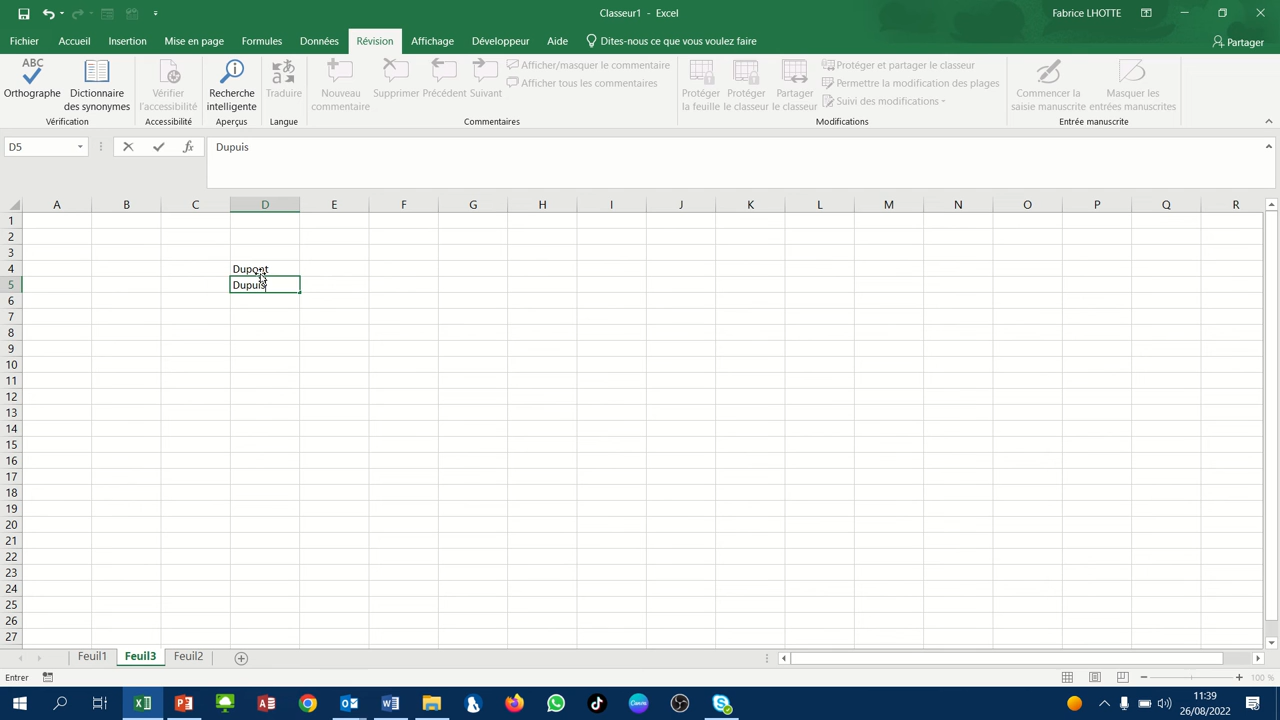 Classeur1 - Excel
Fabrice LHOTTE
Fichier Accueil Insertion Mise en page Formules Données Révision Affichage Développeur Aide Dites-nous ce que vous voulez faire Partager
ABC
Orthographe
Dictionnaire
des synonymes
Vérification
Vérifier
l'accessibilité
Accessibilité
Recherche
intelligente
Aperçus
Traduire
Langue
Nouveau
commentaire
Supprimer
Précédent
Suivant
Afficher/masquer le commentaire
Afficher tous les commentaires
Commentaires
Protéger
la feuille
Protéger
le classeur
Partager
le classeur
Protéger et partager le classeur
Permettre la modification des plages
Suivi des modifications
Modifications
Commencer la
saisie manuscrite
Masquer les
entrées manuscrites
Entrée manuscrite
D5 fx Dupuis
A B C D E F G H I J K L M N O P Q R
1
2
3
4 Dupont
5 Dupuis
6
7
8
9
10
11
12
13
14
15
16
17
18
19
20
21
22
23
24
25
26
27
Feuil1 Feuil3 Feuil2
Entrer
100 %
11:39
26/08/2022